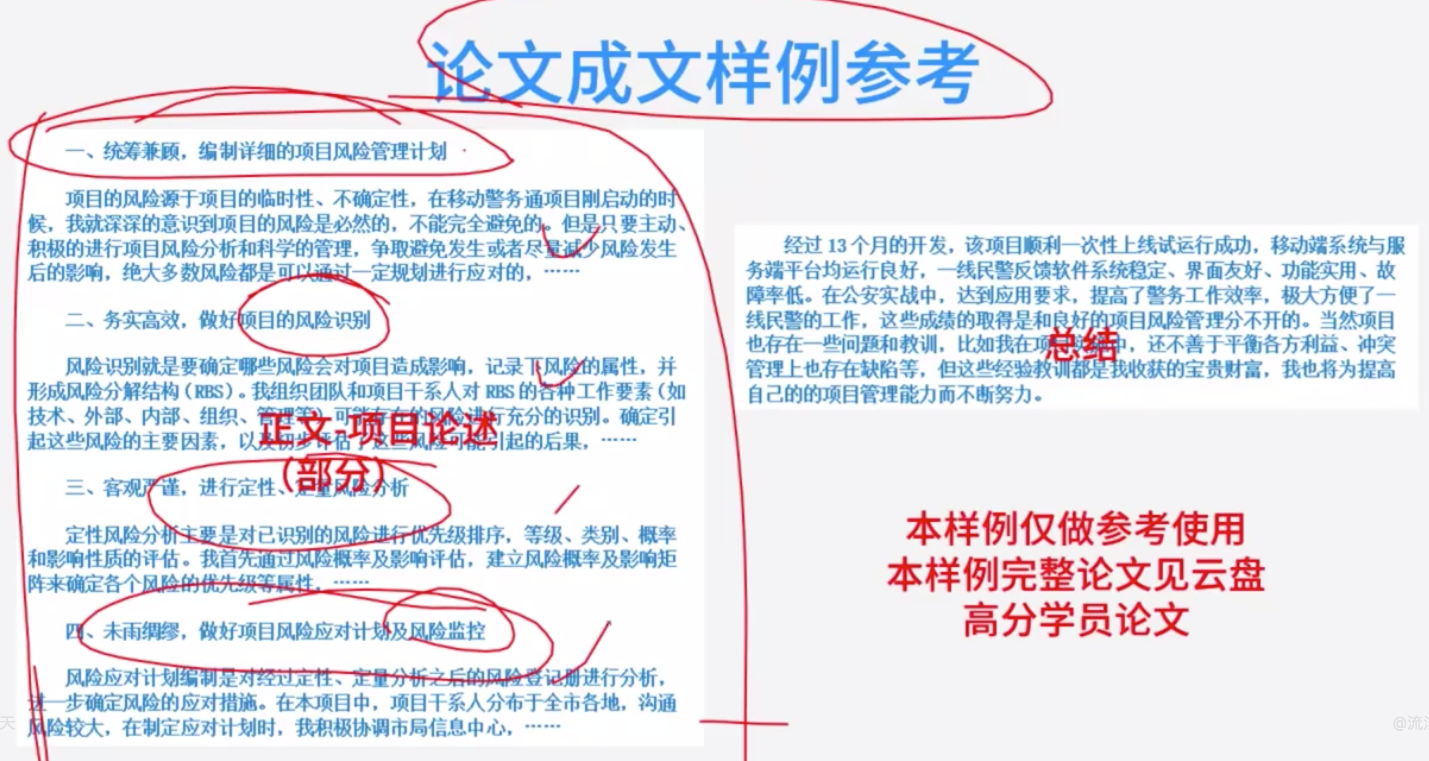 论文成文样例参考
一、统筹兼顾，编制详细的项目风险管理计划
项目的风险源于项目的临时性、不确定性，在移动警务通项目刚启动的时
候，我就深深的意识到项目的风险是必然的，不能完全避免的。但是只要主动、
积极的进行项目风险分析和科学的管理，争取避免发生或者尽量减少风险发生
后的影响，绝大多数风险都是可以通过一定规划进行应对的，……
二、务实高效，做好项目的风险识别
风险识别就是要确定哪些风险会对项目造成影响，记录下风险的属性，并
形成风险分解结构（RBS）。我组织团队和项目干系人对 RBS 的各种工作要素（如
技术、外部、内部、组织、管理等）可能存在的风险进行充分的识别。确定引
起这些风险的主要因素，以及初步评估了这些风险可能引起的后果，……
正文-项目论述
（部分）
三、客观严谨，进行定性、定量风险分析
定性风险分析主要是对已识别的风险进行优先级排序，等级、类别、概率
和影响性质的评估。我首先通过风险概率及影响评估，建立风险概率及影响矩
阵来确定各个风险的优先级等属性，……
四、未雨绸缪，做好项目风险应对计划及风险监控
风险应对计划编制是对经过定性、定量分析之后的风险登记册进行分析，
进一步确定风险的应对措施。在本项目中，项目干系人分布于全市各地，沟通
风险较大，在制定应对计划时，我积极协调市局信息中心，……
经过 13 个月的开发，该项目顺利一次性上线试运行成功，移动端系统与服
务端平台均运行良好，一线民警反馈软件系统稳定、界面友好、功能实用、故
障率低。在公安实战中，达到应用要求，提高了警务工作效率，极大方便了一
线民警的工作，这些成绩的取得是和良好的项目风险管理分不开的。当然项目
也存在一些问题和教训，比如我在项目中，还不善于平衡各方利益、冲突
管理上也存在缺陷等，但这些经验教训都是我收获的宝贵财富，我也将为提高
自己的的项目管理能力而不断努力。
总结
本样例仅做参考使用
本样例完整论文见云盘
高分学员论文
天
@流